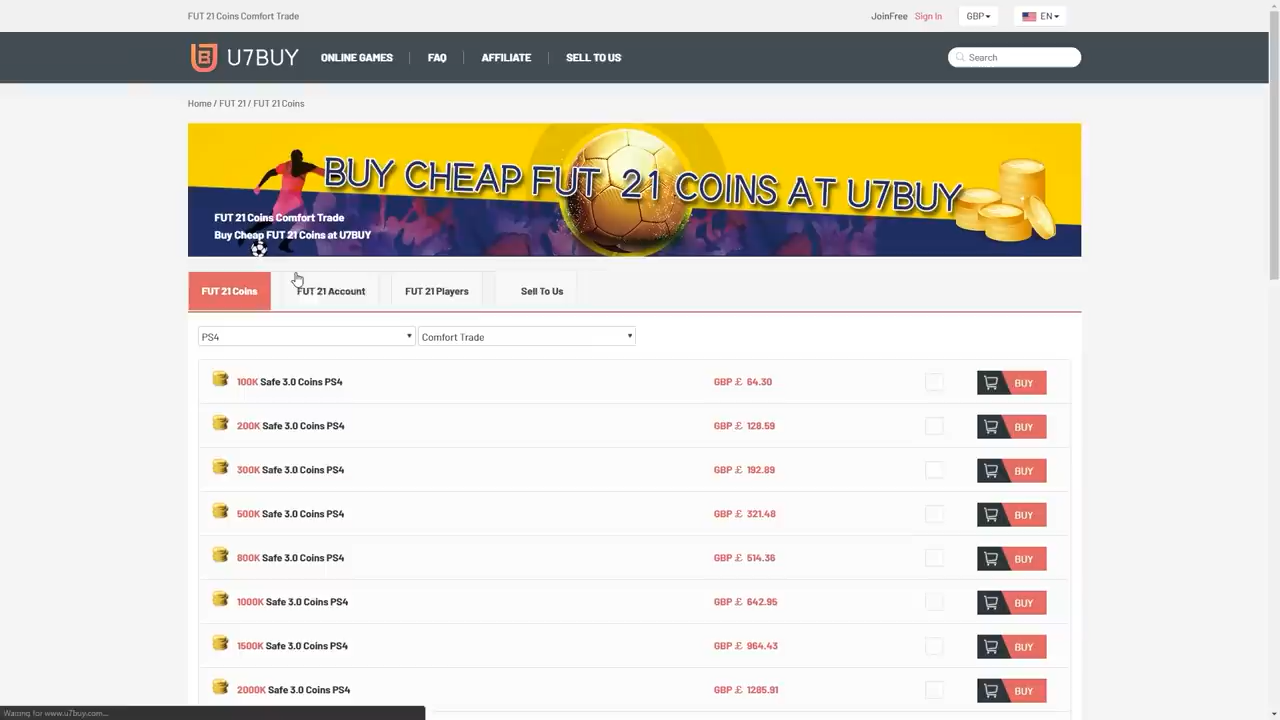 FUT 21 Coins Comfort Trade
JoinFree Sign In GBP EN
U7BUY ONLINE GAMES FAQ AFFILIATE SELL TO US Search
Home / FUT 21 / FUT 21 Coins
BUY CHEAP FUT 21 COINS AT U7BUY
FUT 21 Coins Comfort Trade
Buy Cheap FUT 21 Coins at U7BUY
FUT 21 Coins FUT 21 Account FUT 21 Players Sell To Us
PS4 Comfort Trade
100K Safe 3.0 Coins PS4 GBP £ 64.30 BUY
200K Safe 3.0 Coins PS4 GBP £ 128.59 BUY
300K Safe 3.0 Coins PS4 GBP £ 192.89 BUY
500K Safe 3.0 Coins PS4 GBP £ 321.48 BUY
800K Safe 3.0 Coins PS4 GBP £ 514.36 BUY
1000K Safe 3.0 Coins PS4 GBP £ 642.95 BUY
1500K Safe 3.0 Coins PS4 GBP £ 964.43 BUY
2000K Safe 3.0 Coins PS4 GBP £ 1285.91 BUY
Waiting for www.u7buy.com...